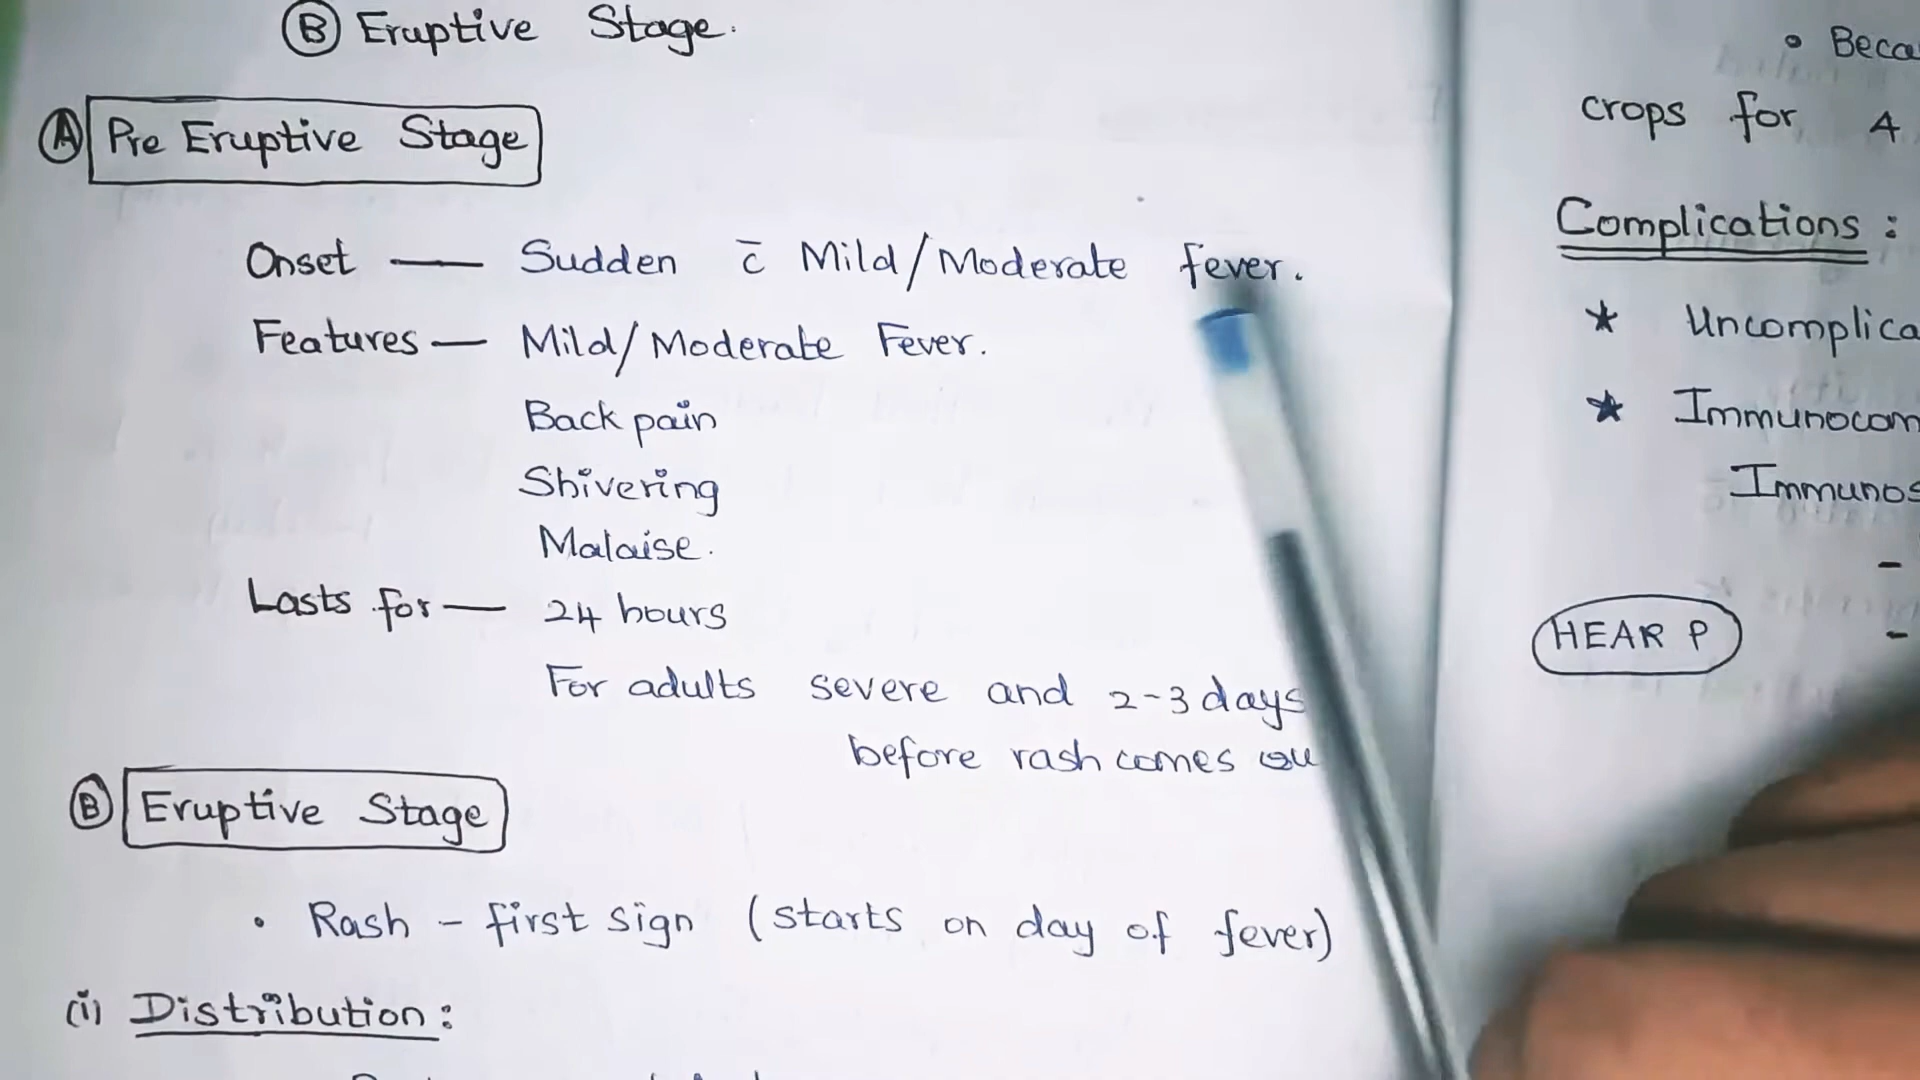 Ⓑ Eruptive Stage.
Ⓐ Pre Eruptive Stage
Onset — Sudden c̄ Mild/Moderate fever.
Features — Mild/Moderate Fever.
Back pain
Shivering
Malaise.
Lasts for — 24 hours
For adults severe and 2-3 days
before rash comes ou
Ⓑ Eruptive Stage
• Rash - first sign (starts on day of fever)
(i) Distribution:
• Beca
crops for 4
Complications:
★ Uncomplica
★ Immunocom
Immunos
-
HEAR P -